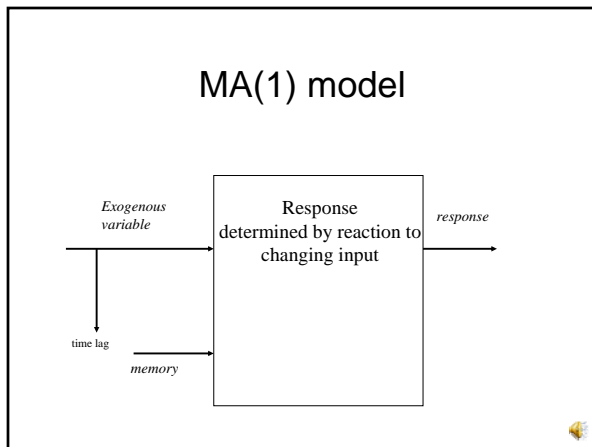 MA(1) model
Exogenous
variable
Response
determined by reaction to
changing input
response
time lag
memory